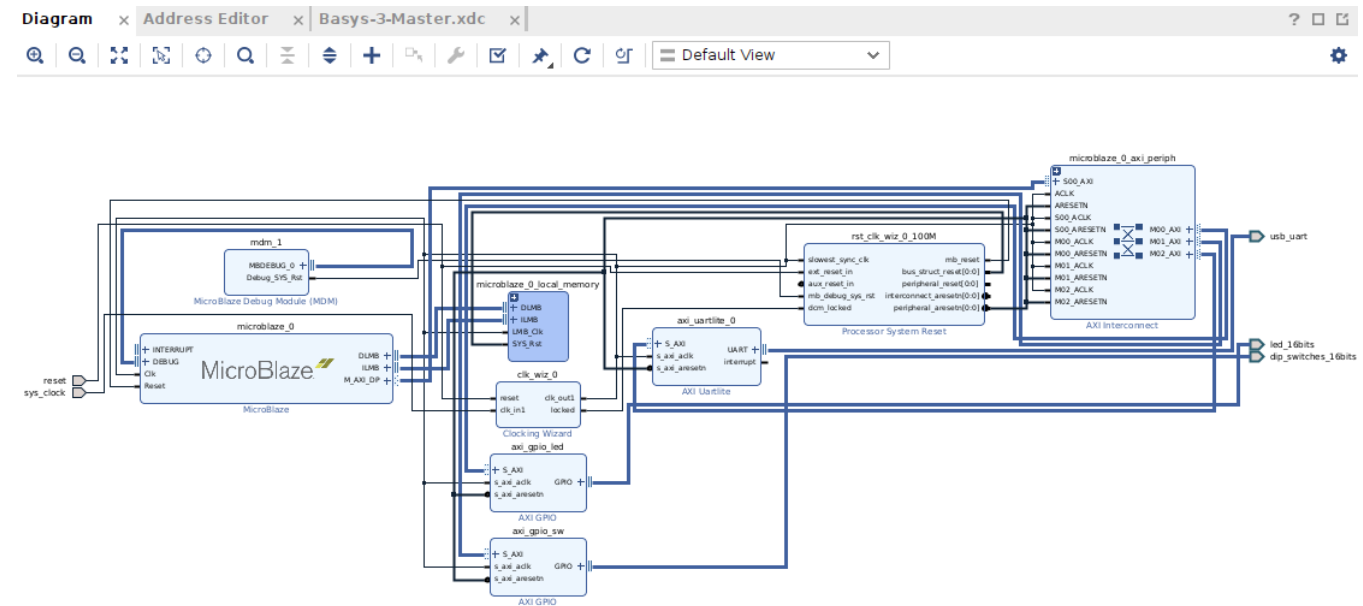 Diagram × Address Editor × Basys-3-Master.xdc × ?
Default View
microblaze_0_axi_periph
S00_AXI
ACLK
ARESETN
S00_ACLK
S00_ARESETN
M00_ACLK
M00_ARESETN
M01_ACLK
M01_ARESETN
M02_ACLK
M02_ARESETN
M00_AXI
M01_AXI
M02_AXI
AXI Interconnect
usb_uart
led_16bits
dip_switches_16bits
rst_clk_wiz_0_100M
slowest_sync_clk
ext_reset_in
aux_reset_in
mb_debug_sys_rst
dcm_locked
mb_reset
bus_struct_reset[0:0]
peripheral_reset[0:0]
interconnect_aresetn[0:0]
peripheral_aresetn[0:0]
Processor System Reset
mdm_1
MBDEBUG_0
Debug_SYS_Rst
MicroBlaze Debug Module (MDM)
microblaze_0_local_memory
DLMB
ILMB
LMB_Clk
SYS_Rst
microblaze_0
INTERRUPT
DEBUG
Clk
Reset
MicroBlaze
DLMB
ILMB
M_AXI_DP
MicroBlaze
reset
sys_clock
axi_uartlite_0
S_AXI
s_axi_aclk
s_axi_aresetn
UART
interrupt
AXI Uartlite
clk_wiz_0
reset
clk_in1
clk_out1
locked
Clocking Wizard
axi_gpio_led
S_AXI
s_axi_aclk
s_axi_aresetn
GPIO
AXI GPIO
axi_gpio_sw
S_AXI
s_axi_aclk
s_axi_aresetn
GPIO
AXI GPIO